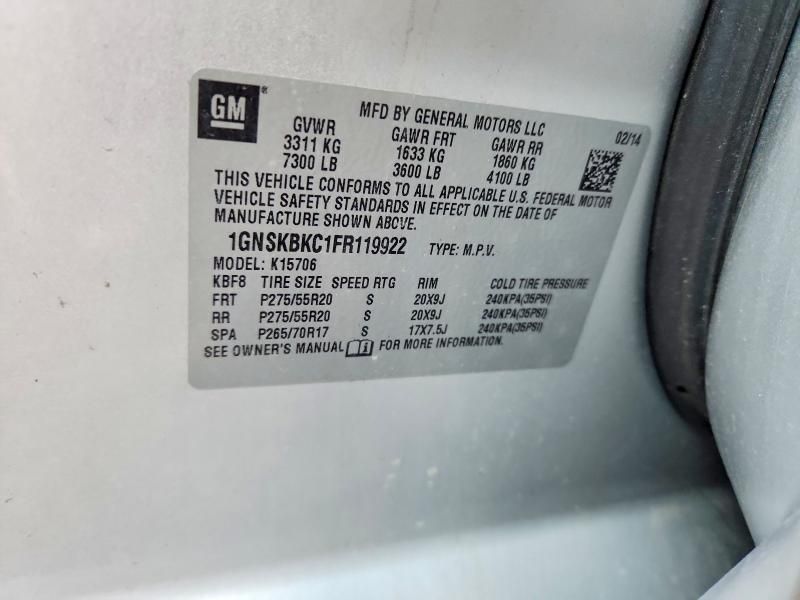 GM ®
MFD BY GENERAL MOTORS LLC 02/14
GVWR GAWR FRT GAWR RR
3311 KG 1633 KG 1860 KG
7300 LB 3600 LB 4100 LB
THIS VEHICLE CONFORMS TO ALL APPLICABLE U.S. FEDERAL MOTOR
VEHICLE SAFETY STANDARDS IN EFFECT ON THE DATE OF
MANUFACTURE SHOWN ABOVE.
1GNSKBKC1FR119922 TYPE: M.P.V.
MODEL: K15706
KBF8 TIRE SIZE SPEED RTG RIM COLD TIRE PRESSURE
FRT P275/55R20 S 20X9J 240KPA(35PSI)
RR P275/55R20 S 20X9J 240KPA(35PSI)
SPA P265/70R17 S 17X7.5J 240KPA(35PSI)
SEE OWNER'S MANUAL FOR MORE INFORMATION.